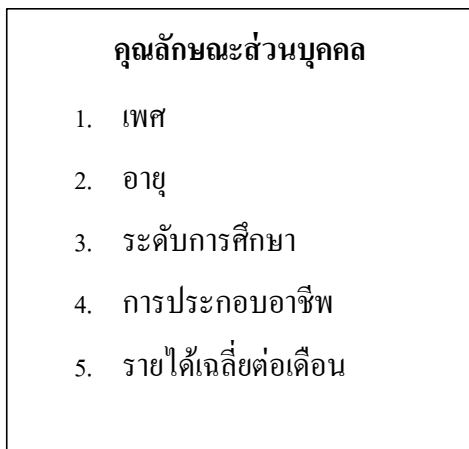 คุณลักษณะส่วนบุคคล
1. เพศ
2. อายุ
3. ระดับการศึกษา
4. การประกอบอาชีพ
5. รายได้เฉลี่ยต่อเดือน